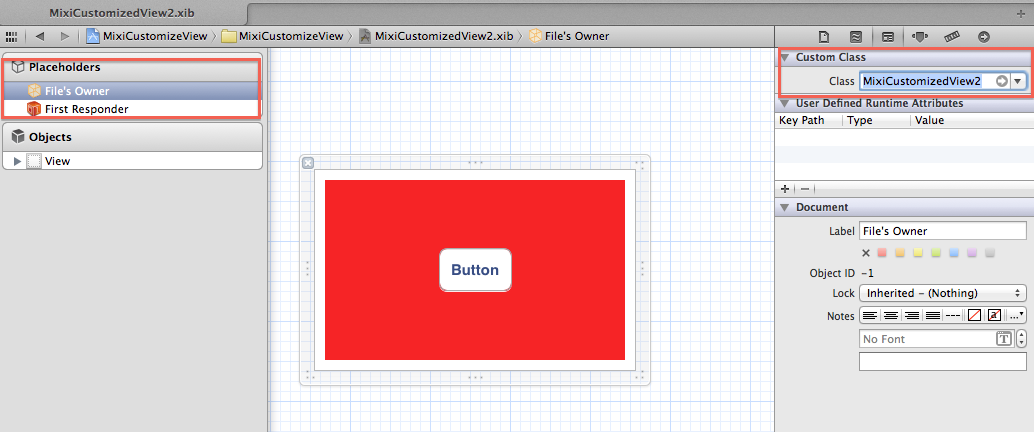 MixiCustomizedView2.xib
MixiCustomizeView
MixiCustomizeView
MixiCustomizedView2.xib
File's Owner
Placeholders
File's Owner
First Responder
Objects
View
Button
Custom Class
Class MixiCustomizedView2
User Defined Runtime Attributes
Key Path Type Value
Document
Label File's Owner
Object ID -1
Lock Inherited - (Nothing)
Notes
No Font